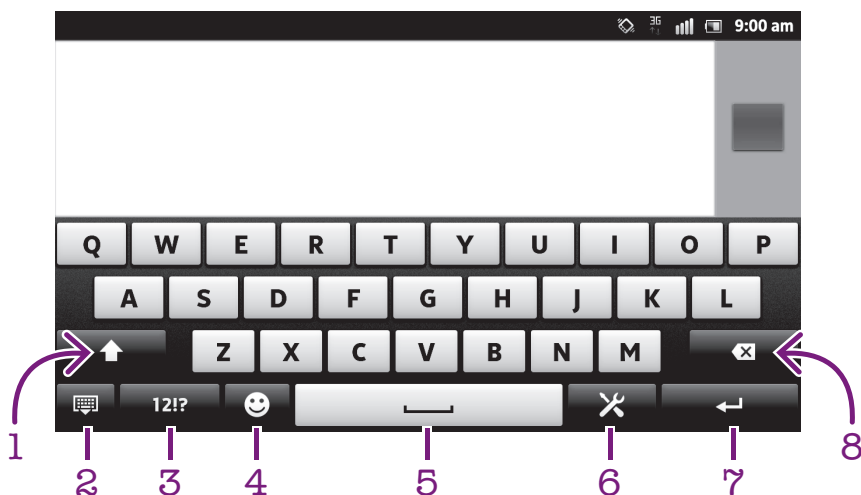 3G 9:00 am
Q W E R T Y U I O P
A S D F G H J K L
Z X C V B N M
12!?
1 2 3 4 5 6 7 8